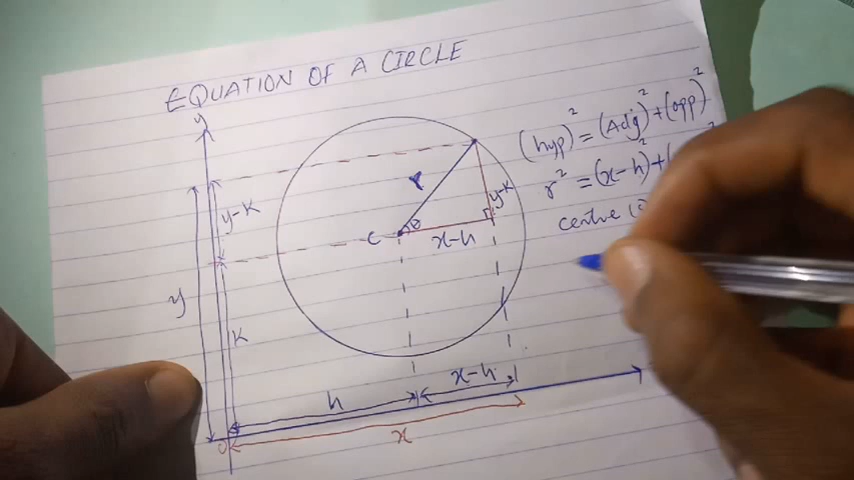 EQUATION OF A CIRCLE
y
(hyp)² = (Adj)² + (opp)²
r² = (x-h)² +
centre
r
y-k
y-k
θ
C
x-h
y
k
x-h
h
x
0